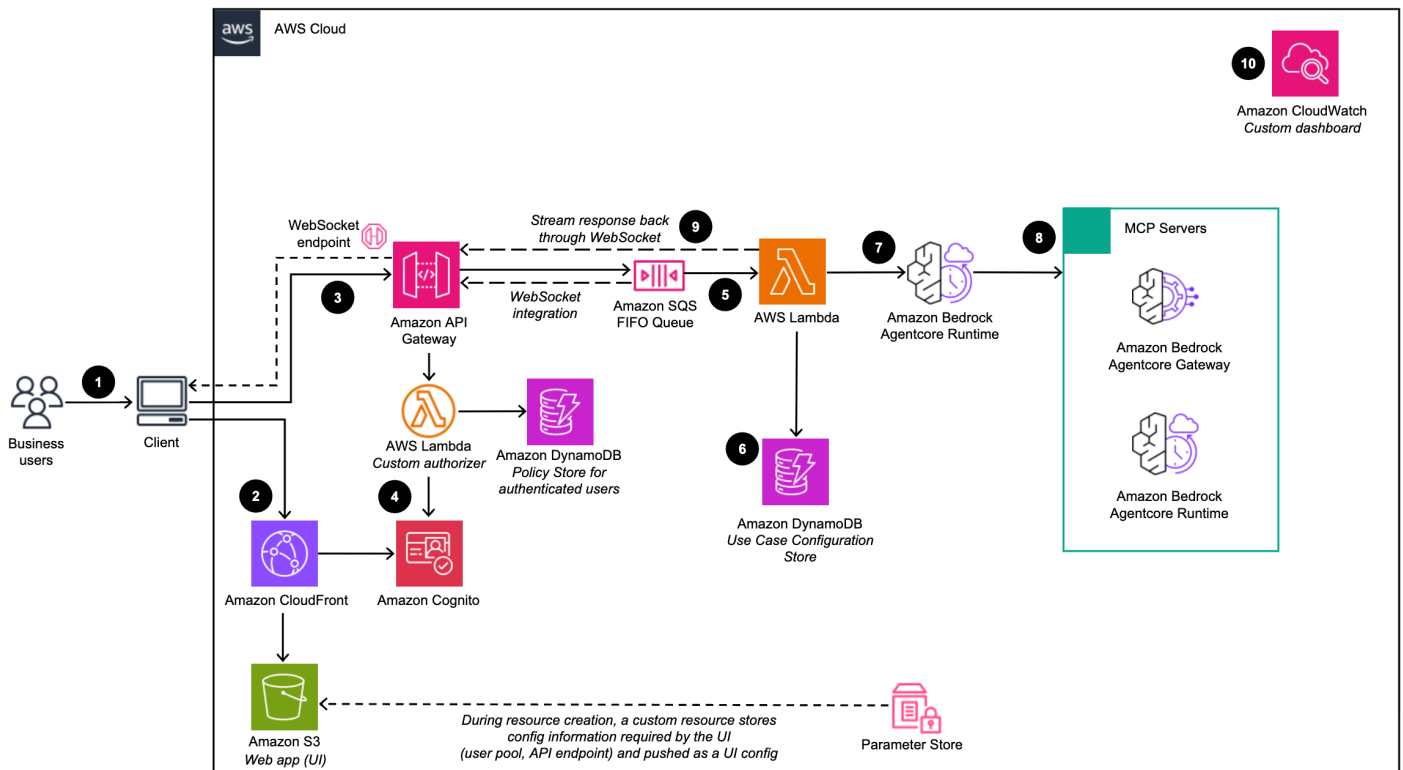 aws
AWS Cloud
10
Amazon CloudWatch
Custom dashboard
WebSocket
endpoint
Stream response back
through WebSocket
9
7
8
MCP Servers
3
WebSocket
integration
5
Amazon API
Gateway
Amazon SQS
FIFO Queue
AWS Lambda
Amazon Bedrock
Agentcore Runtime
Amazon Bedrock
Agentcore Gateway
1
Business
users
Client
AWS Lambda
Custom authorizer
Amazon DynamoDB
Policy Store for
authenticated users
6
Amazon DynamoDB
Use Case Configuration
Store
Amazon Bedrock
Agentcore Runtime
2
4
Amazon CloudFront
Amazon Cognito
Amazon S3
Web app (UI)
During resource creation, a custom resource stores
config information required by the UI
(user pool, API endpoint) and pushed as a UI config
Parameter Store